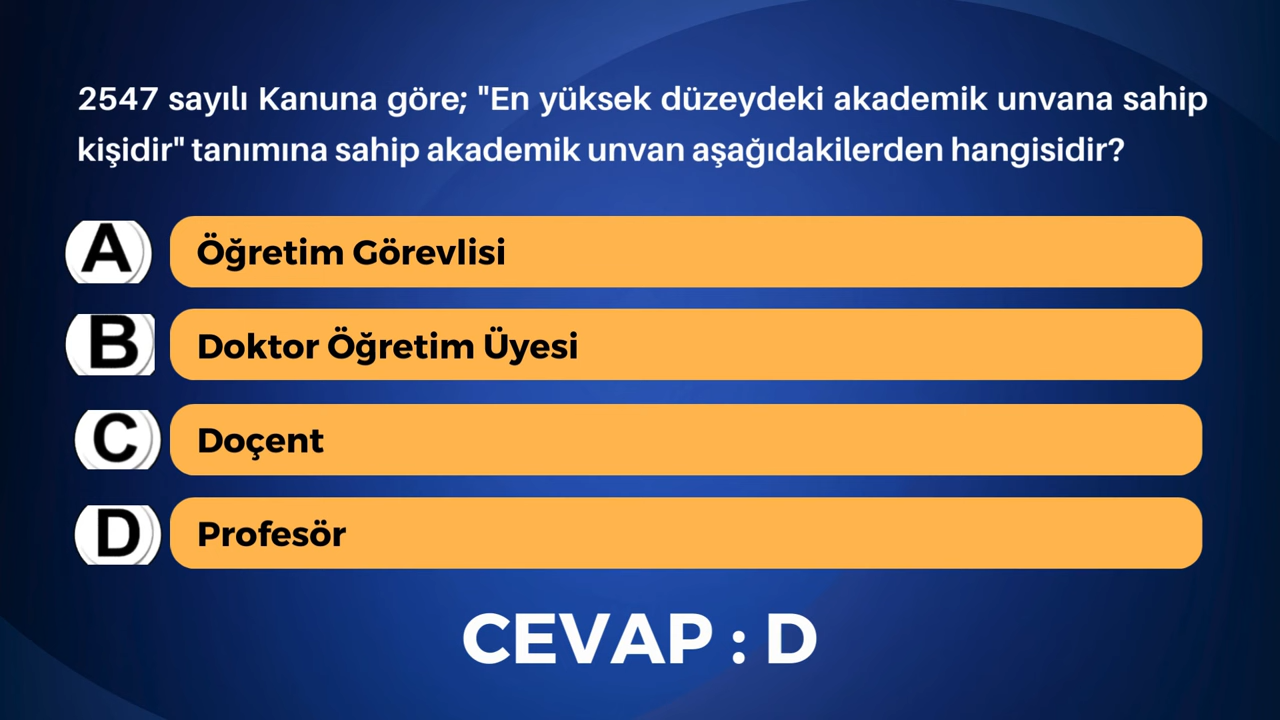 2547 sayılı Kanuna göre; "En yüksek düzeydeki akademik unvana sahip
kişidir" tanımına sahip akademik unvan aşağıdakilerden hangisidir?
A Öğretim Görevlisi
B Doktor Öğretim Üyesi
C Doçent
D Profesör
CEVAP : D